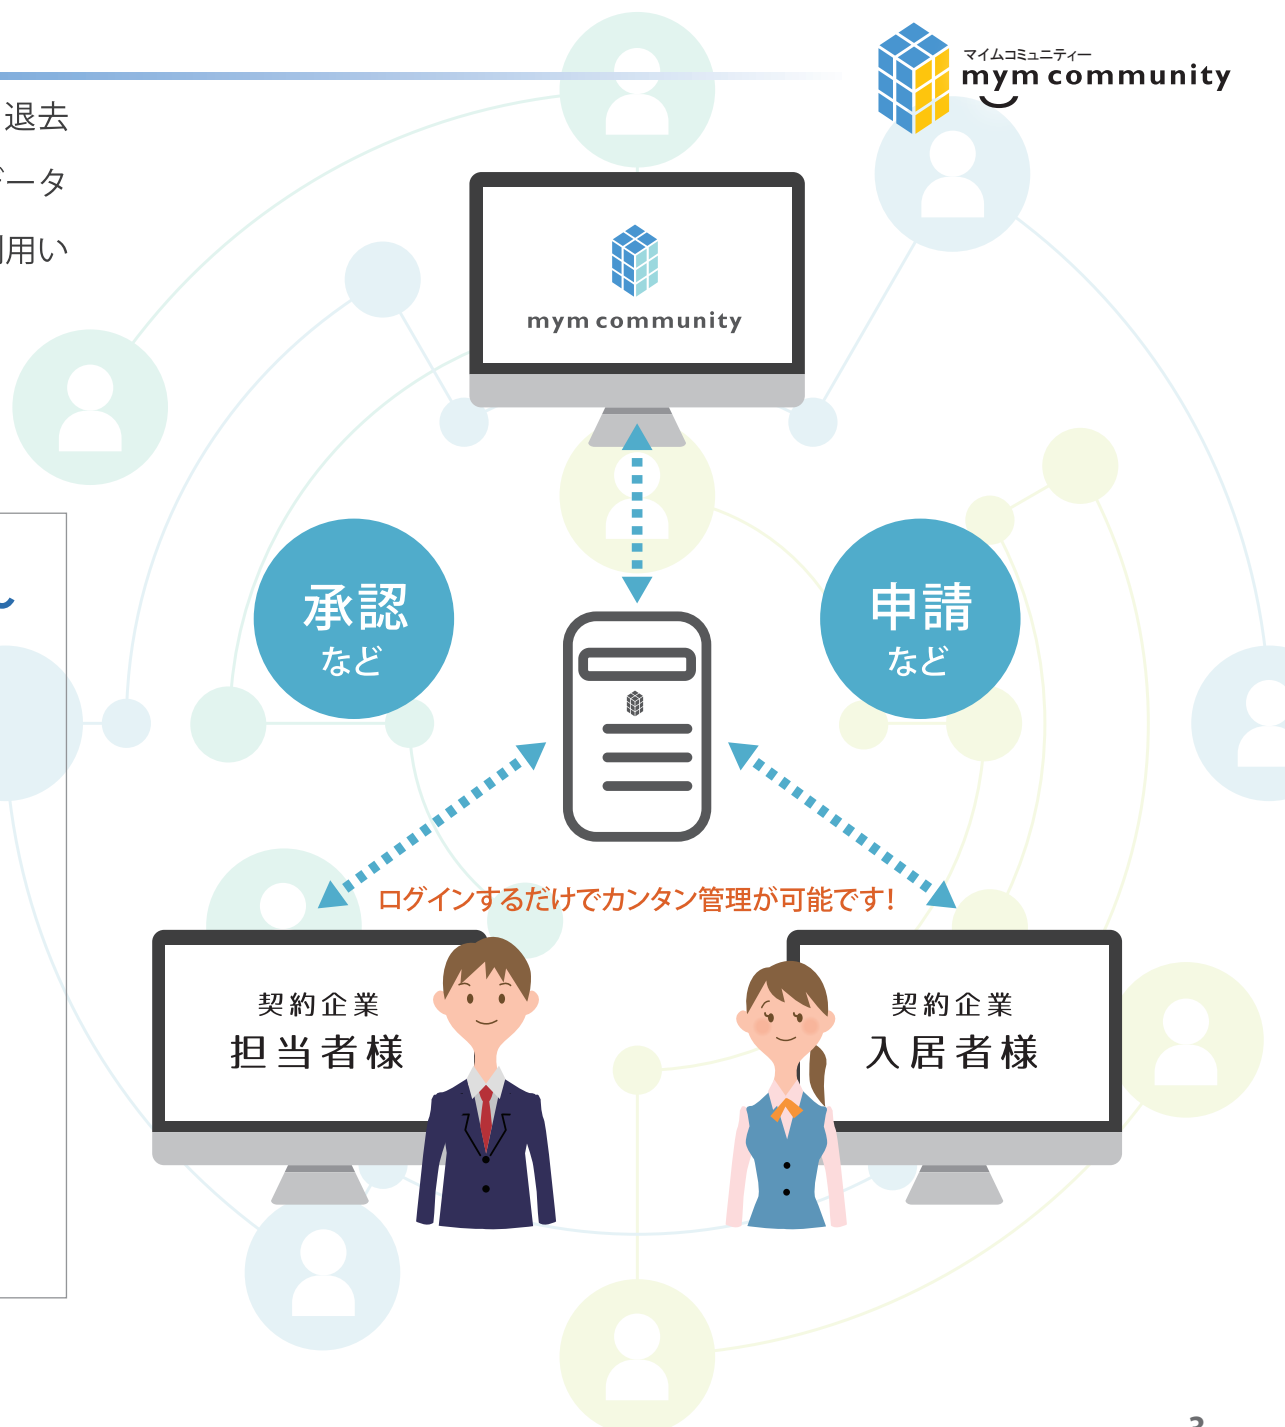 マイムコミュニティー
mym community
退去
データ
用い
mym community
承認
など
申請
など
ログインするだけでカンタン管理が可能です！
契約企業
担当者様
契約企業
入居者様
3